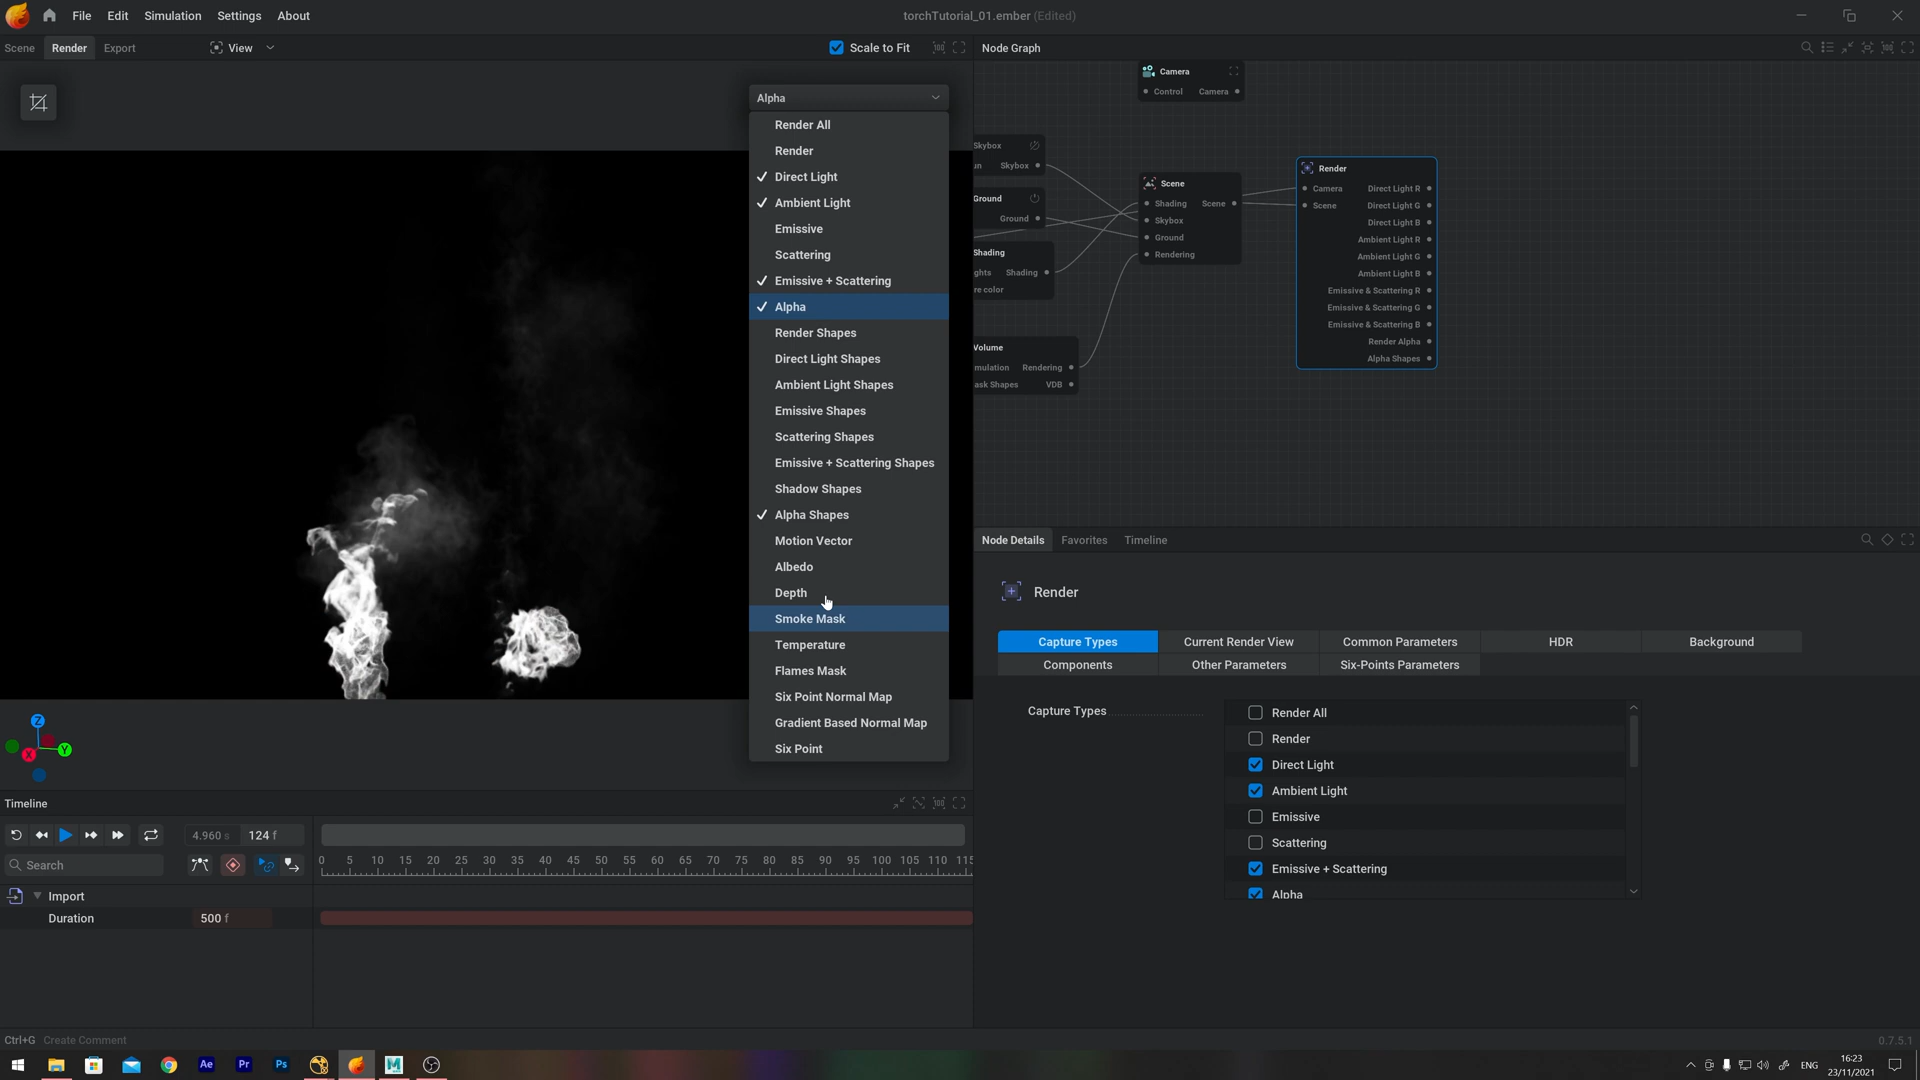 File Edit Simulation Settings About
torchTutorial_01.ember (Edited)
Scene Render Export View Scale to Fit
Alpha
Render All
Render
Direct Light
Ambient Light
Emissive
Scattering
Emissive + Scattering
Alpha
Render Shapes
Direct Light Shapes
Ambient Light Shapes
Emissive Shapes
Scattering Shapes
Emissive + Scattering Shapes
Shadow Shapes
Alpha Shapes
Motion Vector
Albedo
Depth
Smoke Mask
Temperature
Flames Mask
Six Point Normal Map
Gradient Based Normal Map
Six Point
Z
X
Y
Node Graph
Camera
Control Camera
Skybox
un Skybox
Ground
Ground
Shading
ghts Shading
re color
Volume
mulation Rendering
ask Shapes VDB
Scene
Shading Scene
Skybox
Ground
Rendering
Render
Camera Direct Light R
Scene Direct Light G
Direct Light B
Ambient Light R
Ambient Light G
Ambient Light B
Emissive & Scattering R
Emissive & Scattering G
Emissive & Scattering B
Render Alpha
Alpha Shapes
Node Details Favorites Timeline
Render
Capture Types Current Render View Common Parameters HDR Background
Components Other Parameters Six-Points Parameters
Capture Types
Render All
Render
Direct Light
Ambient Light
Emissive
Scattering
Emissive + Scattering
Alpha
Timeline
4.960 s 124 f
Search
0 5 10 15 20 25 30 35 40 45 50 55 60 65 70 75 80 85 90 95 100 105 110 115
Import
Duration 500 f
Ctrl+G Create Comment
0.7.5.1
Ae Pr Ps M
ENG
16:23
23/11/2021